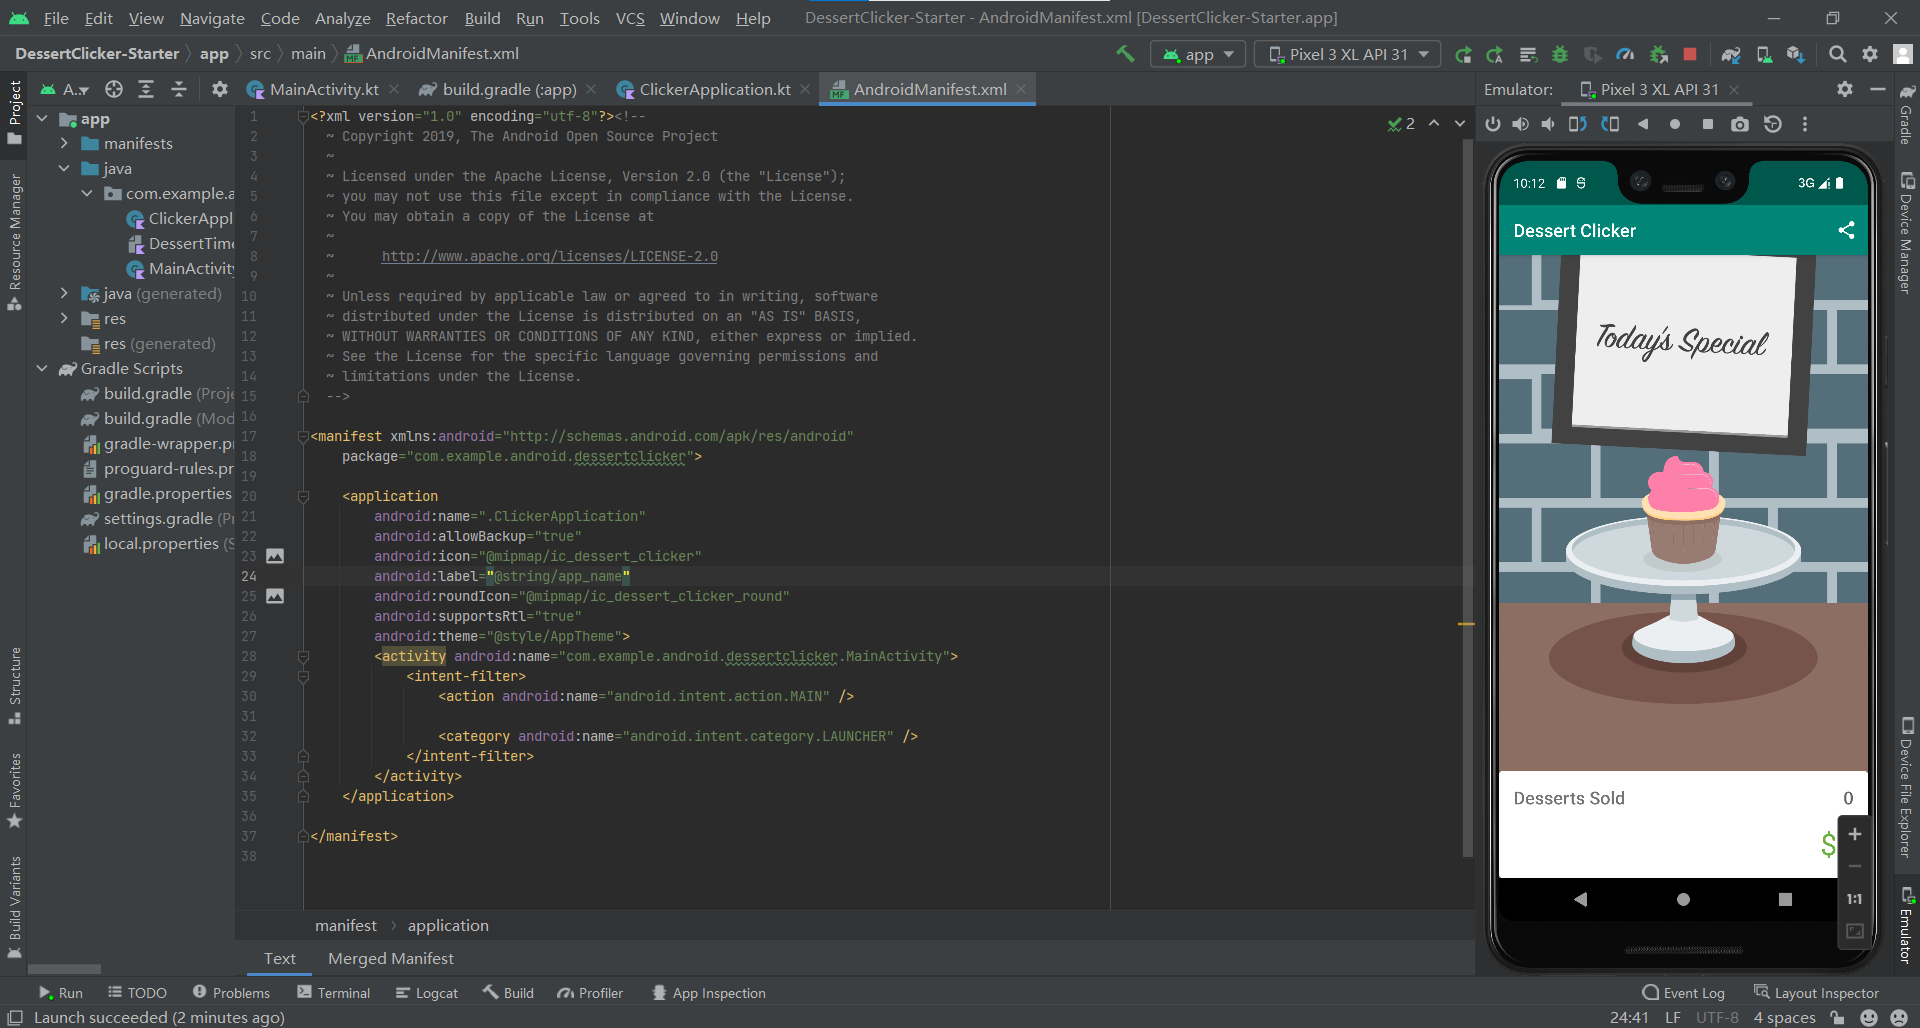 File Edit View Navigate Code Analyze Refactor Build Run Tools VCS Window Help DessertClicker-Starter - AndroidManifest.xml [DessertClicker-Starter.app]
DessertClicker-Starter app src main AndroidManifest.xml app Pixel 3 XL API 31
A... MainActivity.kt build.gradle (:app) ClickerApplication.kt AndroidManifest.xml Emulator: Pixel 3 XL API 31
Project
Resource Manager
Structure
Favorites
Build Variants
app
manifests
java
com.example.a
ClickerAppl
DessertTime
MainActivity
java (generated)
res
res (generated)
Gradle Scripts
build.gradle (Proje
build.gradle (Mod
gradle-wrapper.pr
proguard-rules.pr
gradle.properties
settings.gradle (Pr
local.properties (S
2
1 <?xml version="1.0" encoding="utf-8"?><!--
2 ~ Copyright 2019, The Android Open Source Project
3 ~
4 ~ Licensed under the Apache License, Version 2.0 (the "License");
5 ~ you may not use this file except in compliance with the License.
6 ~ You may obtain a copy of the License at
7 ~
8 ~ http://www.apache.org/licenses/LICENSE-2.0
9 ~
10 ~ Unless required by applicable law or agreed to in writing, software
11 ~ distributed under the License is distributed on an "AS IS" BASIS,
12 ~ WITHOUT WARRANTIES OR CONDITIONS OF ANY KIND, either express or implied.
13 ~ See the License for the specific language governing permissions and
14 ~ limitations under the License.
15 -->
16
17 <manifest xmlns:android="http://schemas.android.com/apk/res/android"
18 package="com.example.android.dessertclicker">
19
20 <application
21 android:name=".ClickerApplication"
22 android:allowBackup="true"
23 android:icon="@mipmap/ic_dessert_clicker"
24 android:label="@string/app_name"
25 android:roundIcon="@mipmap/ic_dessert_clicker_round"
26 android:supportsRtl="true"
27 android:theme="@style/AppTheme">
28 <activity android:name="com.example.android.dessertclicker.MainActivity">
29 <intent-filter>
30 <action android:name="android.intent.action.MAIN" />
31
32 <category android:name="android.intent.category.LAUNCHER" />
33 </intent-filter>
34 </activity>
35 </application>
36
37 </manifest>
38
manifest application
Text Merged Manifest
10:12 3G
Dessert Clicker
Today's Special
Desserts Sold 0
$
1:1
Gradle
Device Manager
Device File Explorer
Emulator
Run TODO Problems Terminal Logcat Build Profiler App Inspection Event Log Layout Inspector
Launch succeeded (2 minutes ago) 24:41 LF UTF-8 4 spaces